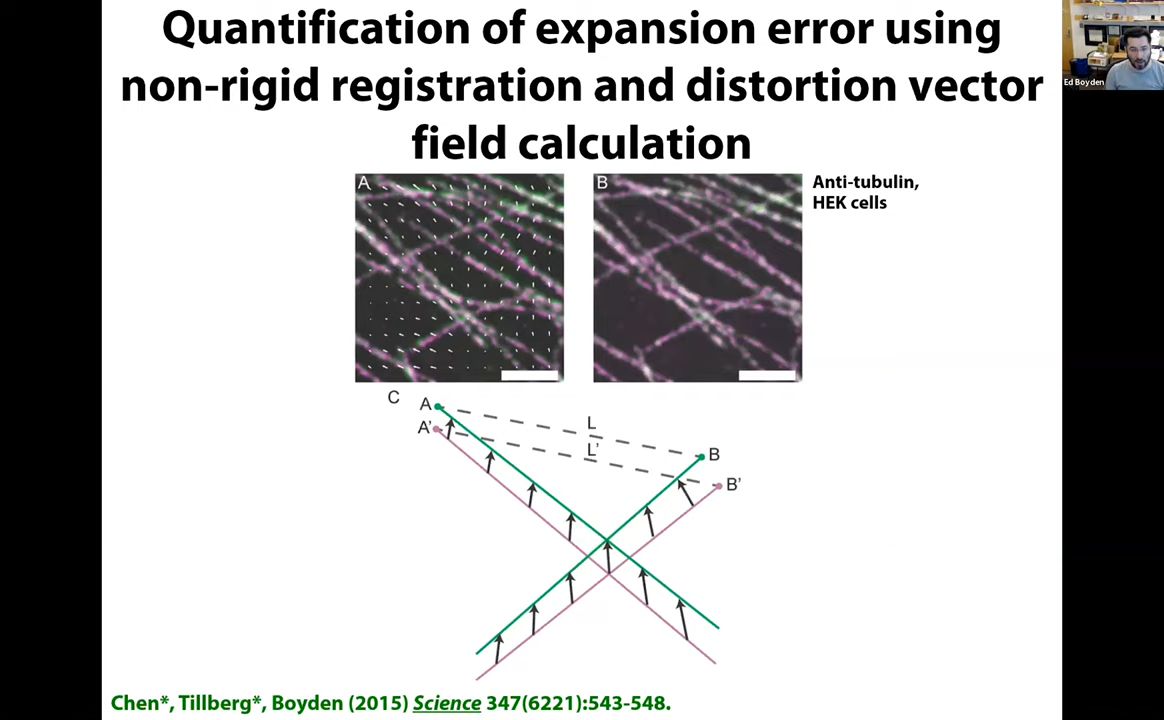 Quantification of expansion error using
non-rigid registration and distortion vector
field calculation
Ed Boyden
A
B
Anti-tubulin,
HEK cells
C
A
L
A'
L'
B
B'
Chen*, Tillberg*, Boyden (2015) Science 347(6221):543-548.